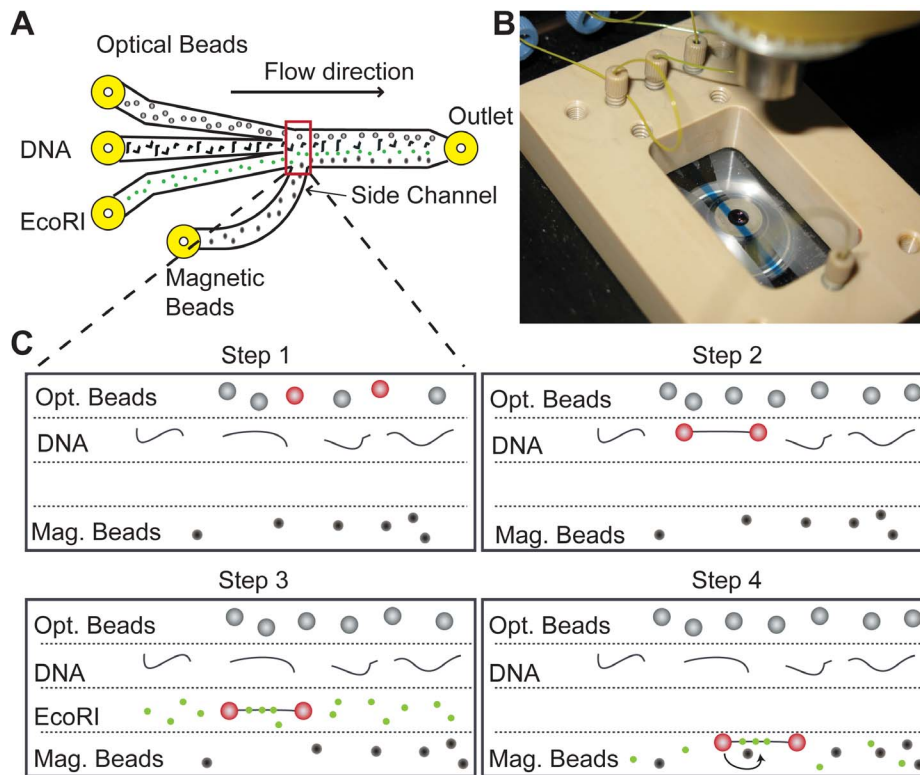 A
Optical Beads
Flow direction
Outlet
DNA
Side Channel
EcoRI
Magnetic
Beads
B
C
Step 1
Opt. Beads
DNA
Mag. Beads
Step 2
Opt. Beads
DNA
Mag. Beads
Step 3
Opt. Beads
DNA
EcoRI
Mag. Beads
Step 4
Opt. Beads
DNA
Mag. Beads